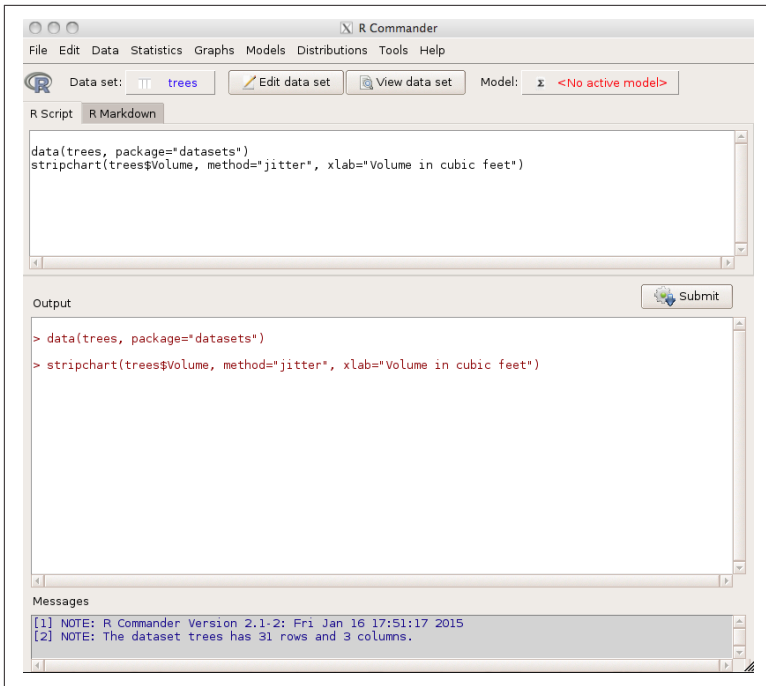 R Commander
File Edit Data Statistics Graphs Models Distributions Tools Help
R Data set: trees Edit data set View data set Model: Σ <No active model>
R Script R Markdown
data(trees, package="datasets")
stripchart(trees$Volume, method="jitter", xlab="Volume in cubic feet")
Submit
Output
> data(trees, package="datasets")
> stripchart(trees$Volume, method="jitter", xlab="Volume in cubic feet")
Messages
[1] NOTE: R Commander Version 2.1-2: Fri Jan 16 17:51:17 2015
[2] NOTE: The dataset trees has 31 rows and 3 columns.